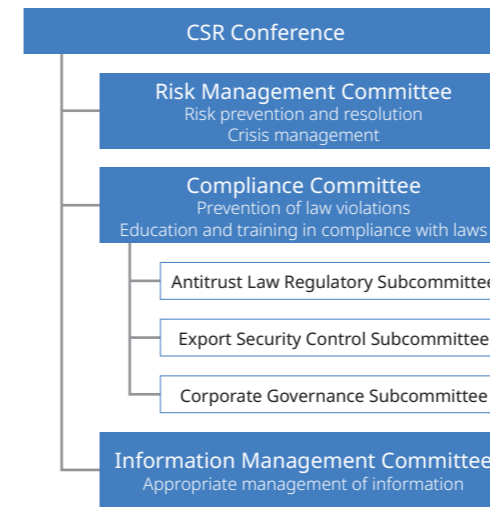 CSR Conference
Risk Management Committee
Risk prevention and resolution
Crisis management
Compliance Committee
Prevention of law violations
Education and training in compliance with laws
Antitrust Law Regulatory Subcommittee
Export Security Control Subcommittee
Corporate Governance Subcommittee
Information Management Committee
Appropriate management of information